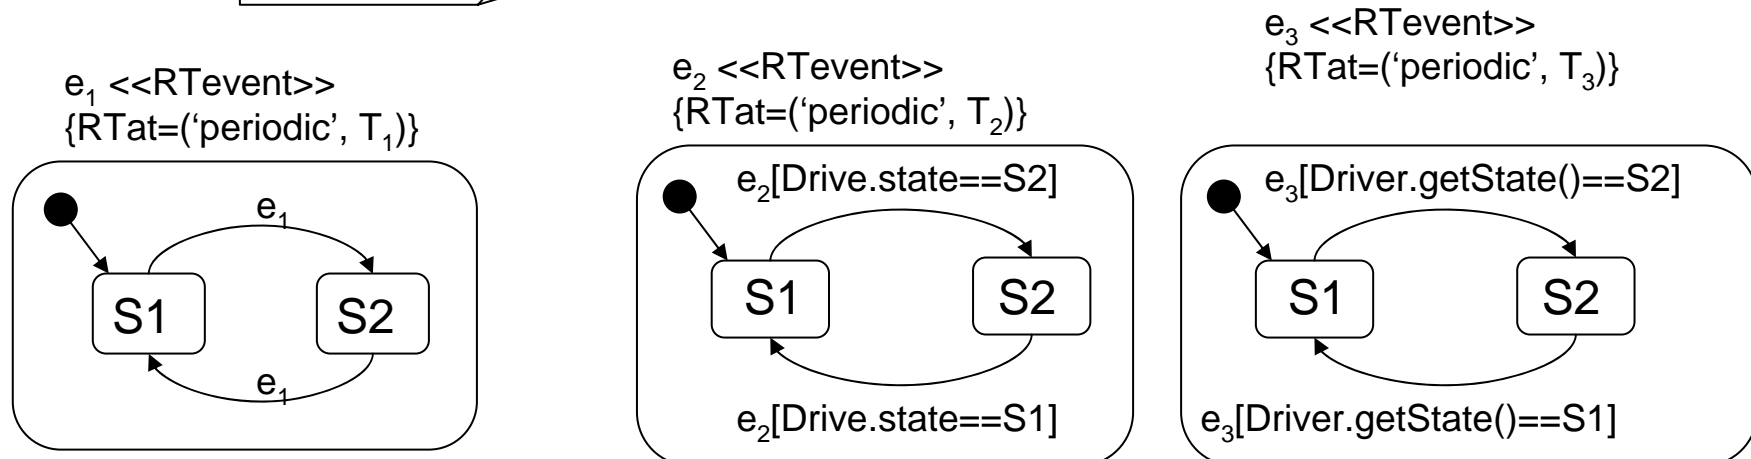 e₁ <<RTevent>>
{RTat=(‘periodic’, T₁)}
e₁
S1
S2
e₁
e₂ <<RTevent>>
{RTat=(‘periodic’, T₂)}
e₂[Drive.state==S2]
S1
S2
e₂[Drive.state==S1]
e₃ <<RTevent>>
{RTat=(‘periodic’, T₃)}
e₃[Driver.getState()==S2]
S1
S2
e₃[Driver.getState()==S1]